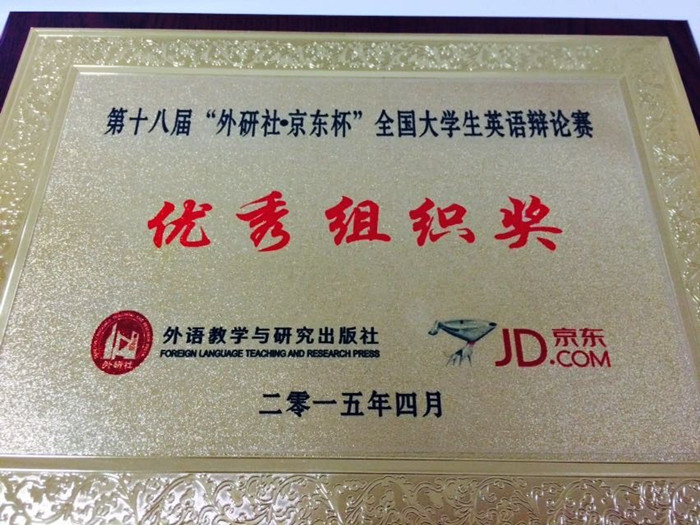 第十八届“外研社•京东杯”全国大学生英语辩论赛
优秀组织奖
外研社
外语教学与研究出版社
FOREIGN LANGUAGE TEACHING AND RESEARCH PRESS
京东
JD.COM
二零一五年四月